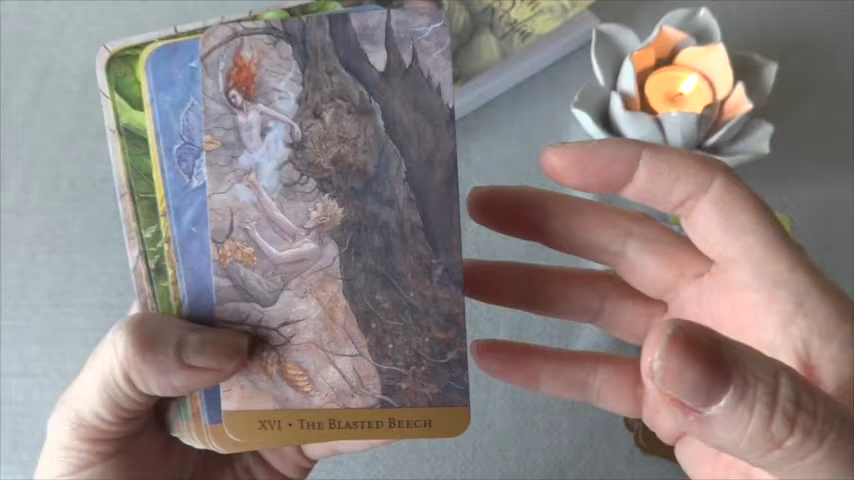 XVI • The Blasted Beech